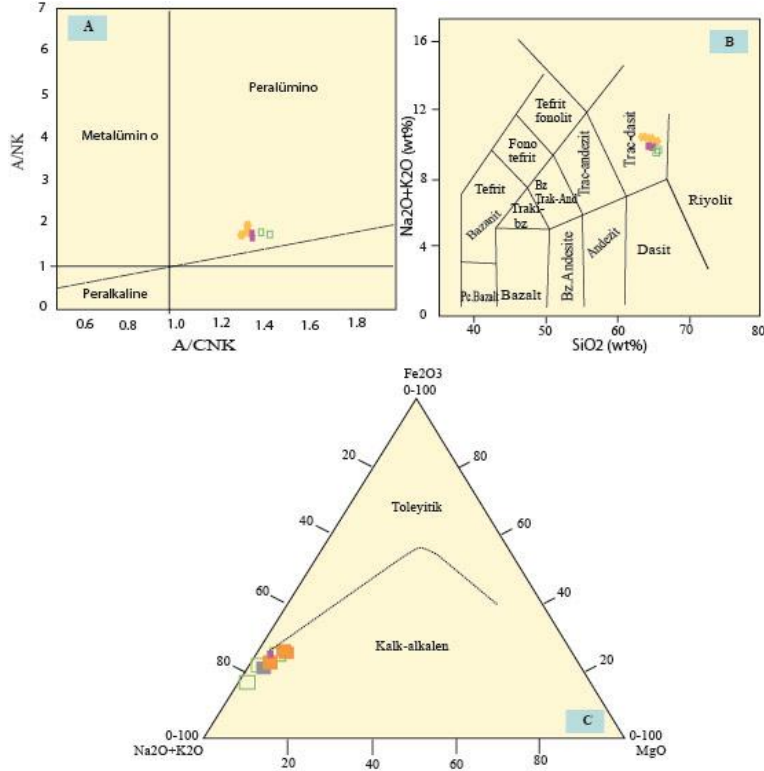 A
7
6
5
4
3
2
1
0
A/NK
Peralümino
Metalümin o
Peralkaline
0.6 0.8 1.0 1.2 1.4 1.6 1.8
A/CNK
B
16
12
8
4
0
Na2O+K2O (wt%)
Tefrit
fonolit
Fono
tefrit
Tefrit
Bazanit
Bz
Trak-And
Traki-
bz
Trac-andezit
Trac-dasit
Riyolit
Pc.Bazalt
Bazalt
Bz.Andesite
Andezit
Dasit
40 50 60 70 80
SiO2 (wt%)
Fe2O3
0-100
20 80
40 60
Toleyitik
60 40
Kalk-alkalen
80 20
0-100 C 0-100
Na2O+K2O 20 40 60 80 MgO